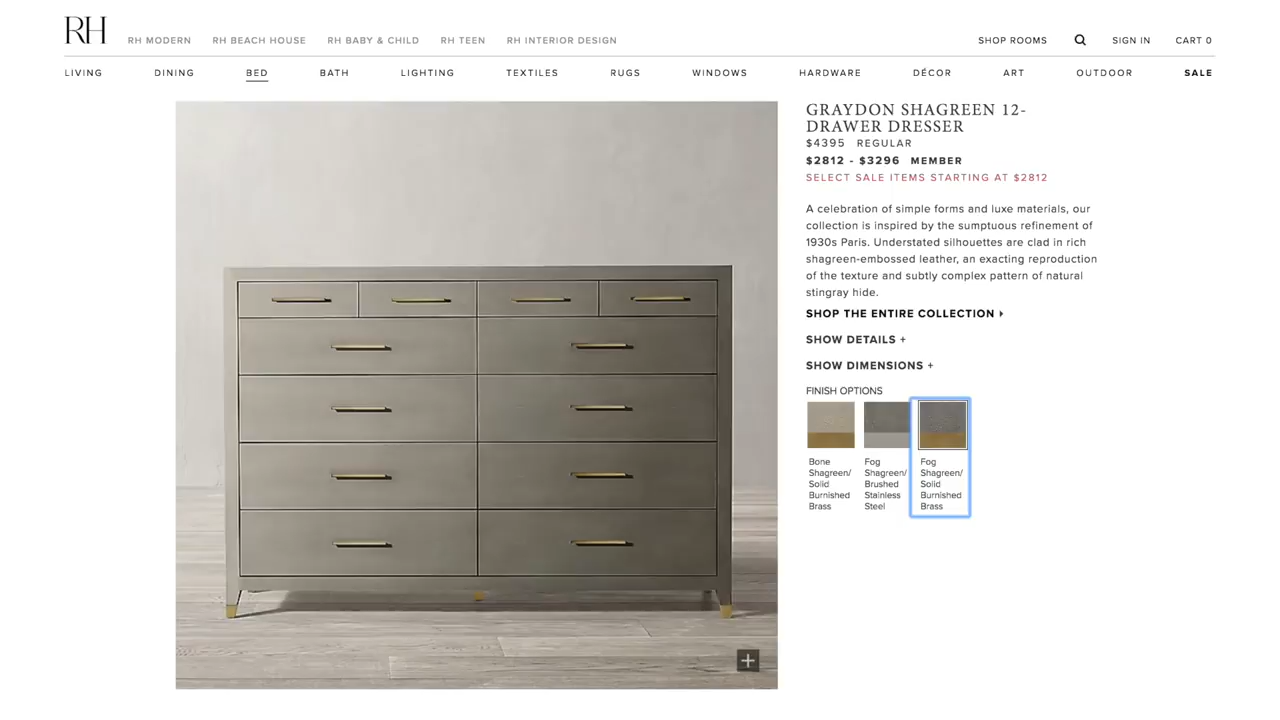 RH
RH MODERN RH BEACH HOUSE RH BABY & CHILD RH TEEN RH INTERIOR DESIGN SHOP ROOMS SIGN IN CART 0
LIVING DINING BED BATH LIGHTING TEXTILES RUGS WINDOWS HARDWARE DÉCOR ART OUTDOOR SALE
GRAYDON SHAGREEN 12-
DRAWER DRESSER
$4395 REGULAR
$2812 - $3296 MEMBER
SELECT SALE ITEMS STARTING AT $2812
A celebration of simple forms and luxe materials, our
collection is inspired by the sumptuous refinement of
1930s Paris. Understated silhouettes are clad in rich
shagreen-embossed leather, an exacting reproduction
of the texture and subtly complex pattern of natural
stingray hide.
SHOP THE ENTIRE COLLECTION
SHOW DETAILS +
SHOW DIMENSIONS +
FINISH OPTIONS
Bone
Shagreen/
Solid
Burnished
Brass
Fog
Shagreen/
Brushed
Stainless
Steel
Fog
Shagreen/
Solid
Burnished
Brass